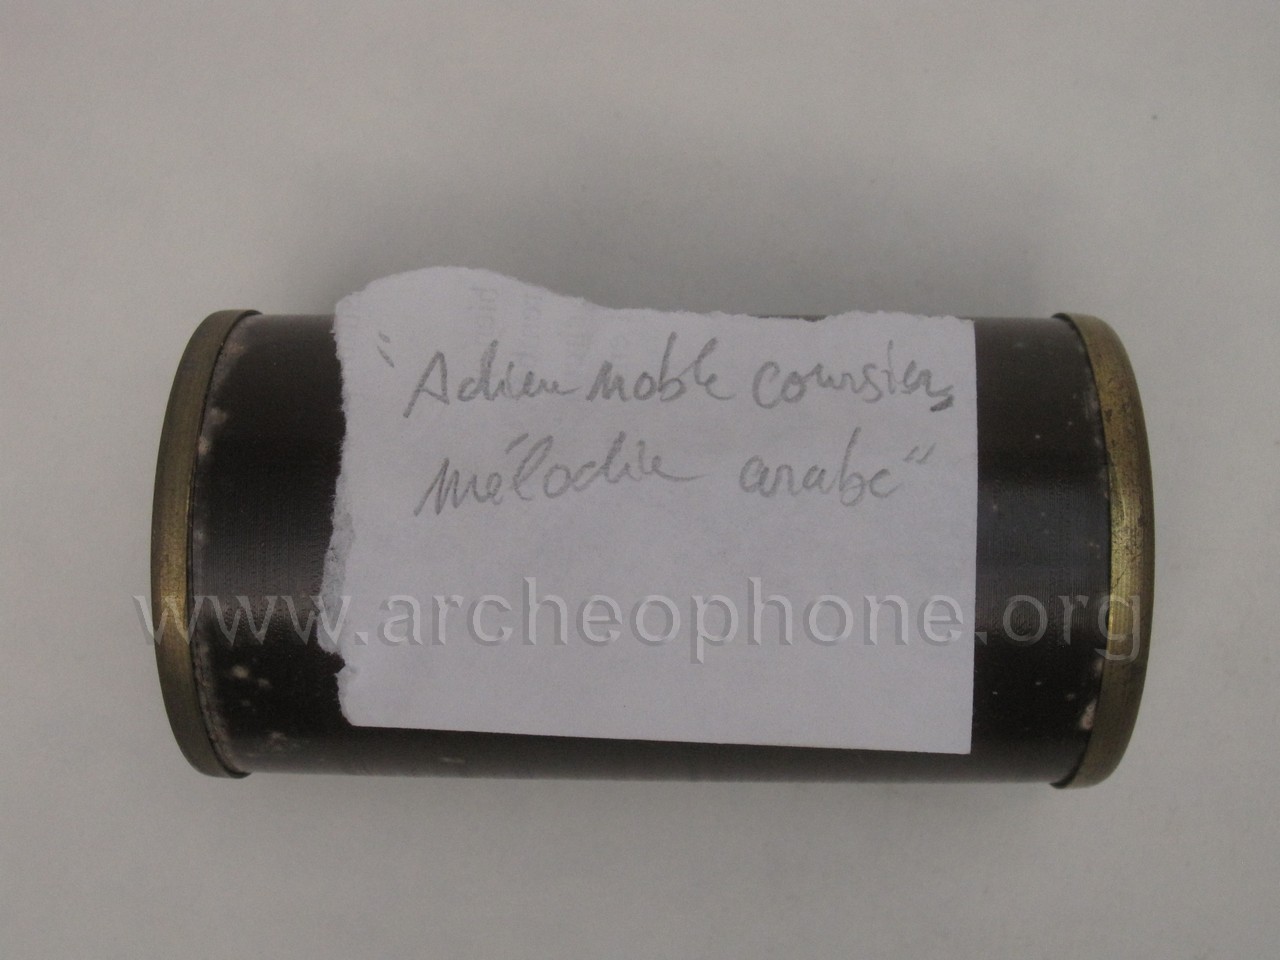 "Adieu noble coursier,
mélodie arabe"
www.archeophone.org